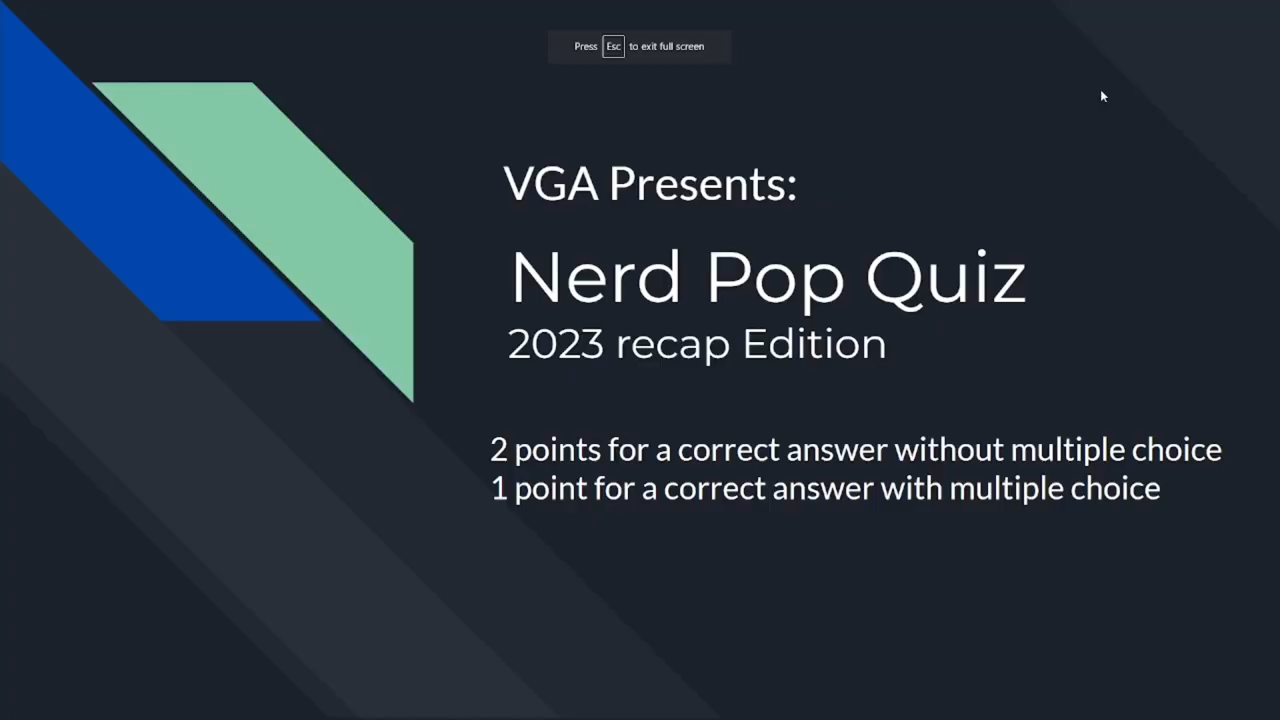 Press Esc to exit full screen
VGA Presents:
Nerd Pop Quiz
2023 recap Edition
2 points for a correct answer without multiple choice
1 point for a correct answer with multiple choice